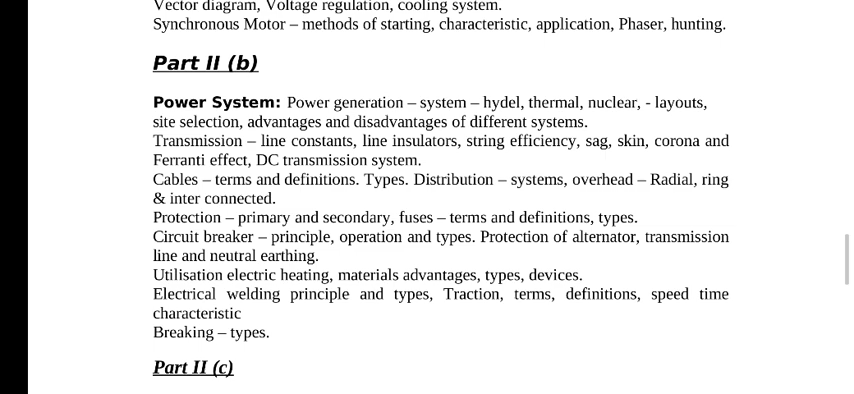 Vector diagram, Voltage regulation, cooling system.
Synchronous Motor – methods of starting, characteristic, application, Phaser, hunting.
Part II (b)
Power System: Power generation – system – hydel, thermal, nuclear, - layouts,
site selection, advantages and disadvantages of different systems.
Transmission – line constants, line insulators, string efficiency, sag, skin, corona and
Ferranti effect, DC transmission system.
Cables – terms and definitions. Types. Distribution – systems, overhead – Radial, ring
& inter connected.
Protection – primary and secondary, fuses – terms and definitions, types.
Circuit breaker – principle, operation and types. Protection of alternator, transmission
line and neutral earthing.
Utilisation electric heating, materials advantages, types, devices.
Electrical welding principle and types, Traction, terms, definitions, speed time
characteristic
Breaking – types.
Part II (c)